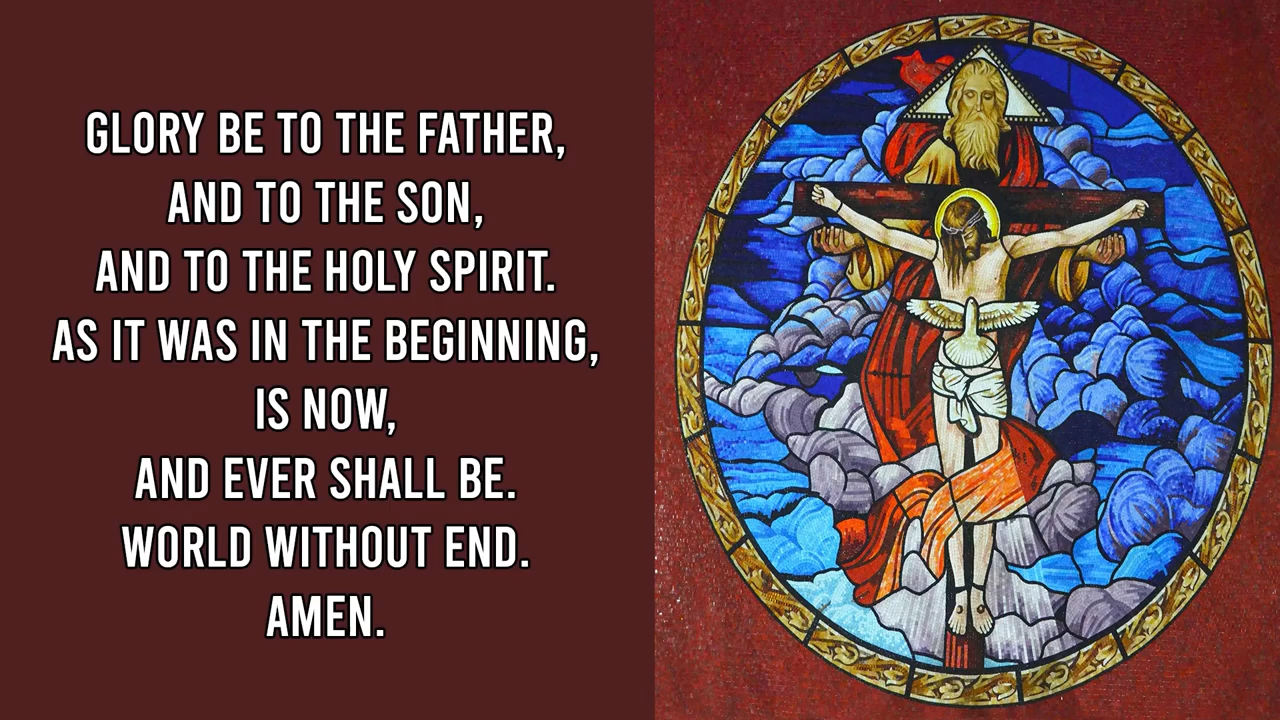 GLORY BE TO THE FATHER,
AND TO THE SON,
AND TO THE HOLY SPIRIT.
AS IT WAS IN THE BEGINNING,
IS NOW,
AND EVER SHALL BE.
WORLD WITHOUT END.
AMEN.